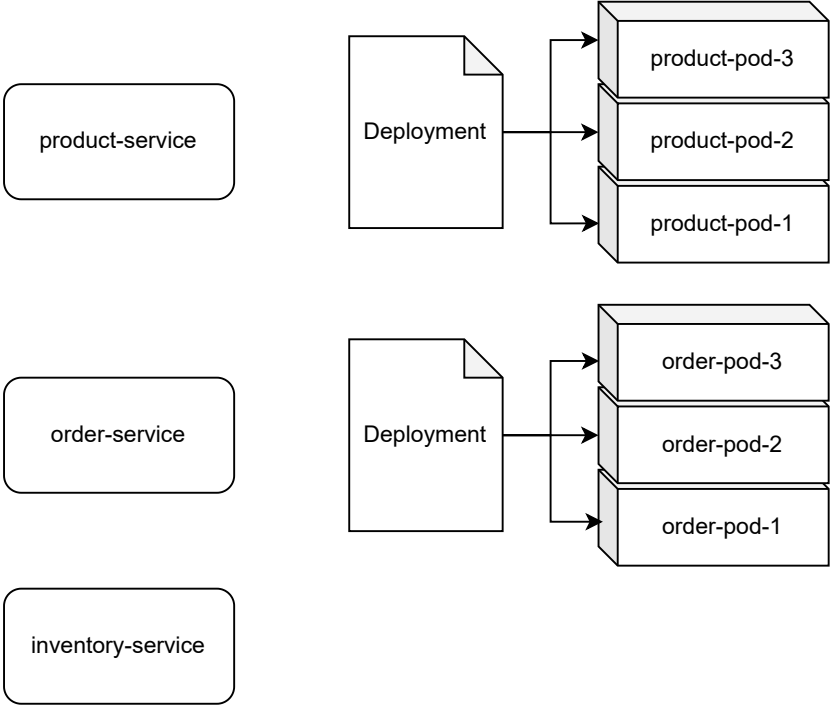 product-service
Deployment
product-pod-3
product-pod-2
product-pod-1
order-service
Deployment
order-pod-3
order-pod-2
order-pod-1
inventory-service